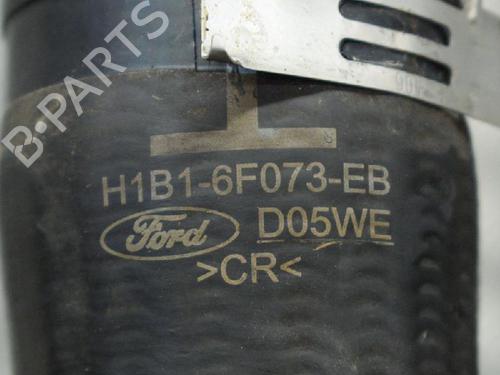 B-PARTS
H1B1-6F073-EB
Ford D05WE
>CR<